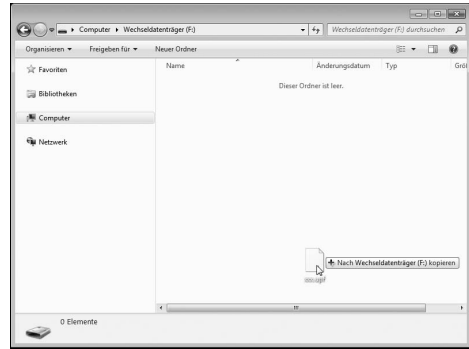 Computer ▸ Wechseldatenträger (F:)
Wechseldatenträger (F:) durchsuchen
Organisieren Freigeben für Neuer Ordner
Name Änderungsdatum Typ Grö
Favoriten
Dieser Ordner ist leer.
Bibliotheken
Computer
Netzwerk
Nach Wechseldatenträger (F:) kopieren
0 Elemente